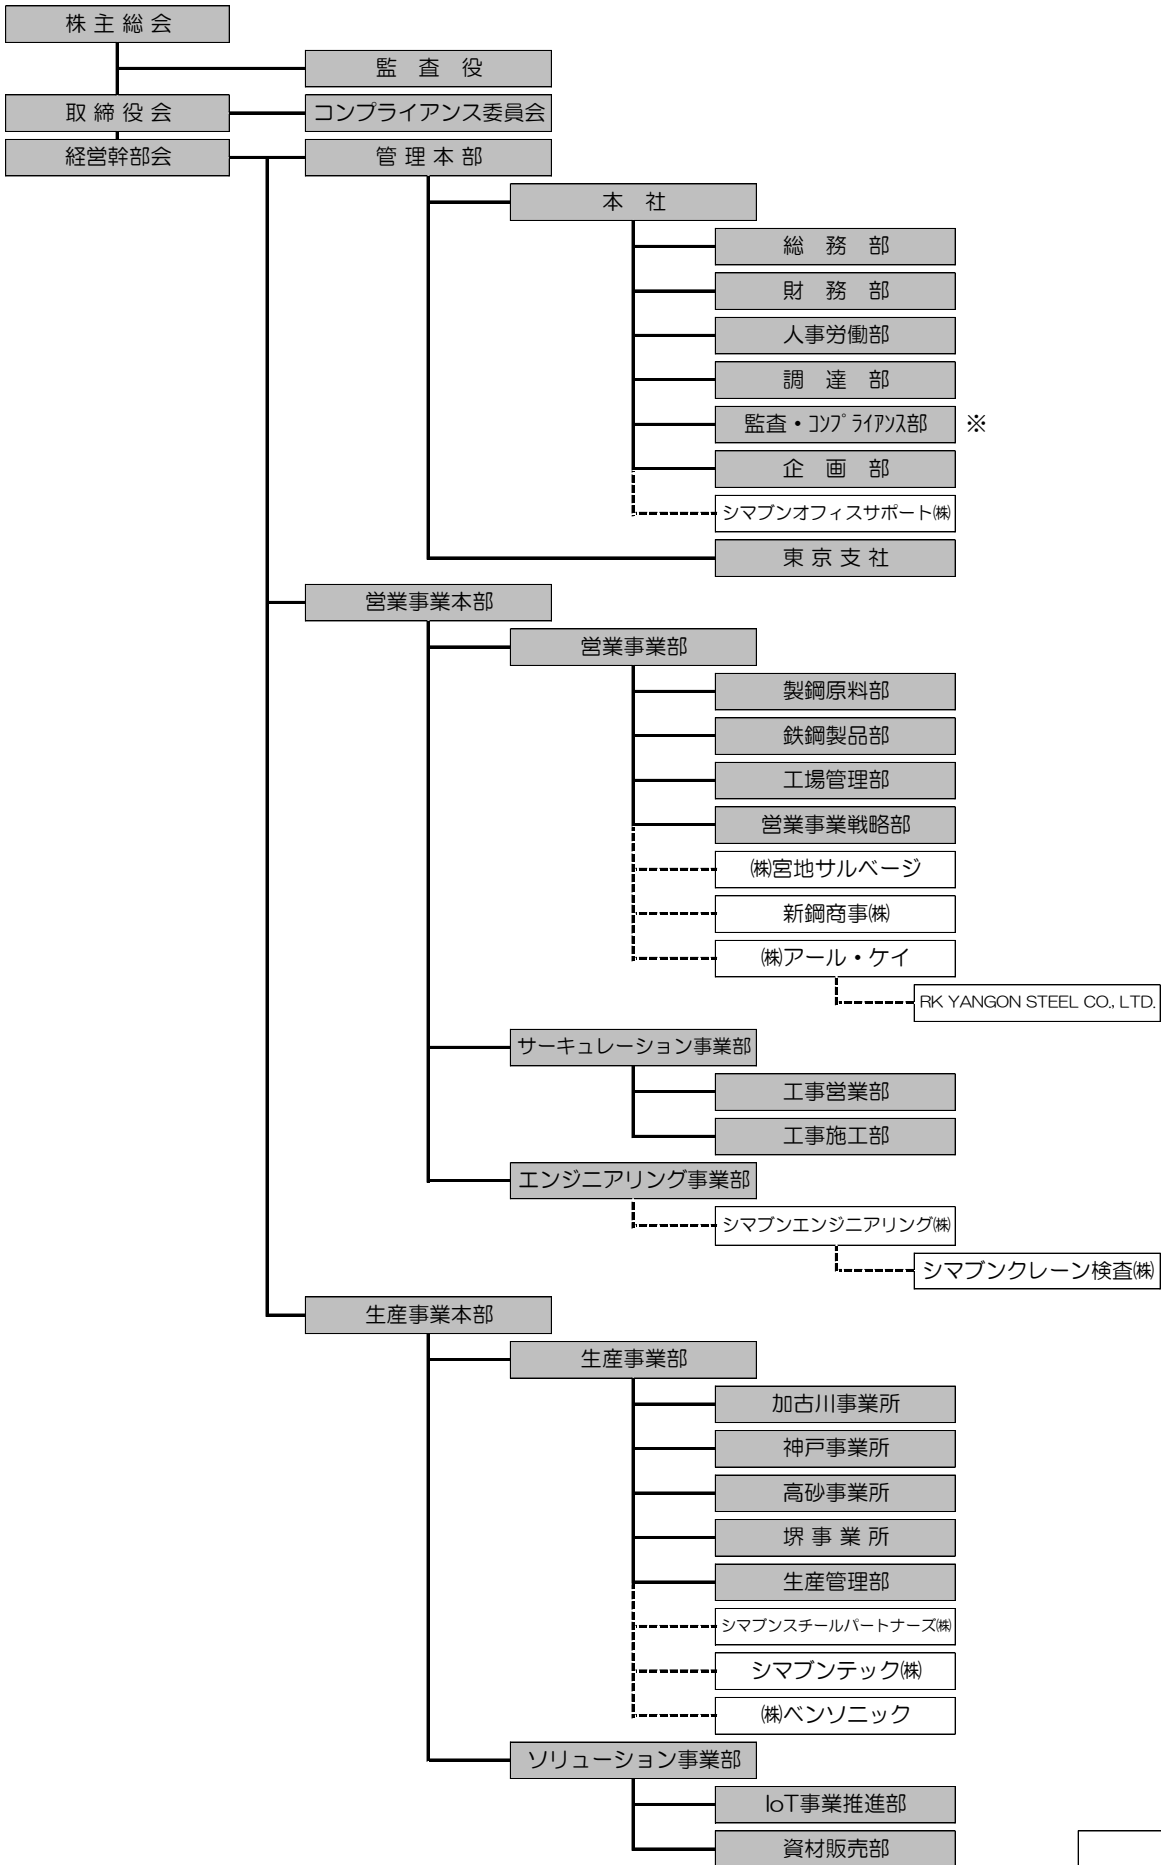 株 主 総 会
監 査 役
取 締 役 会
コンプライアンス委員会
経営幹部会
管 理 本 部
本 社
総 務 部
財 務 部
人事労働部
調 達 部
監査・ｺﾝﾌﾟﾗｲｱﾝｽ部 ※
企 画 部
シマブンオフィスサポート㈱
東 京 支 社
営業事業本部
営業事業部
製鋼原料部
鉄鋼製品部
工場管理部
営業事業戦略部
㈱宮地サルベージ
新鋼商事㈱
㈱アール・ケイ
RK YANGON STEEL CO., LTD.
サーキュレーション事業部
工事営業部
工事施工部
エンジニアリング事業部
シマブンエンジニアリング㈱
シマブンクレーン検査㈱
生産事業本部
生産事業部
加古川事業所
神戸事業所
高砂事業所
堺 事 業 所
生産管理部
シマブンスチールパートナーズ㈱
シマブンテック㈱
㈱ベンソニック
ソリューション事業部
IoT事業推進部
資材販売部